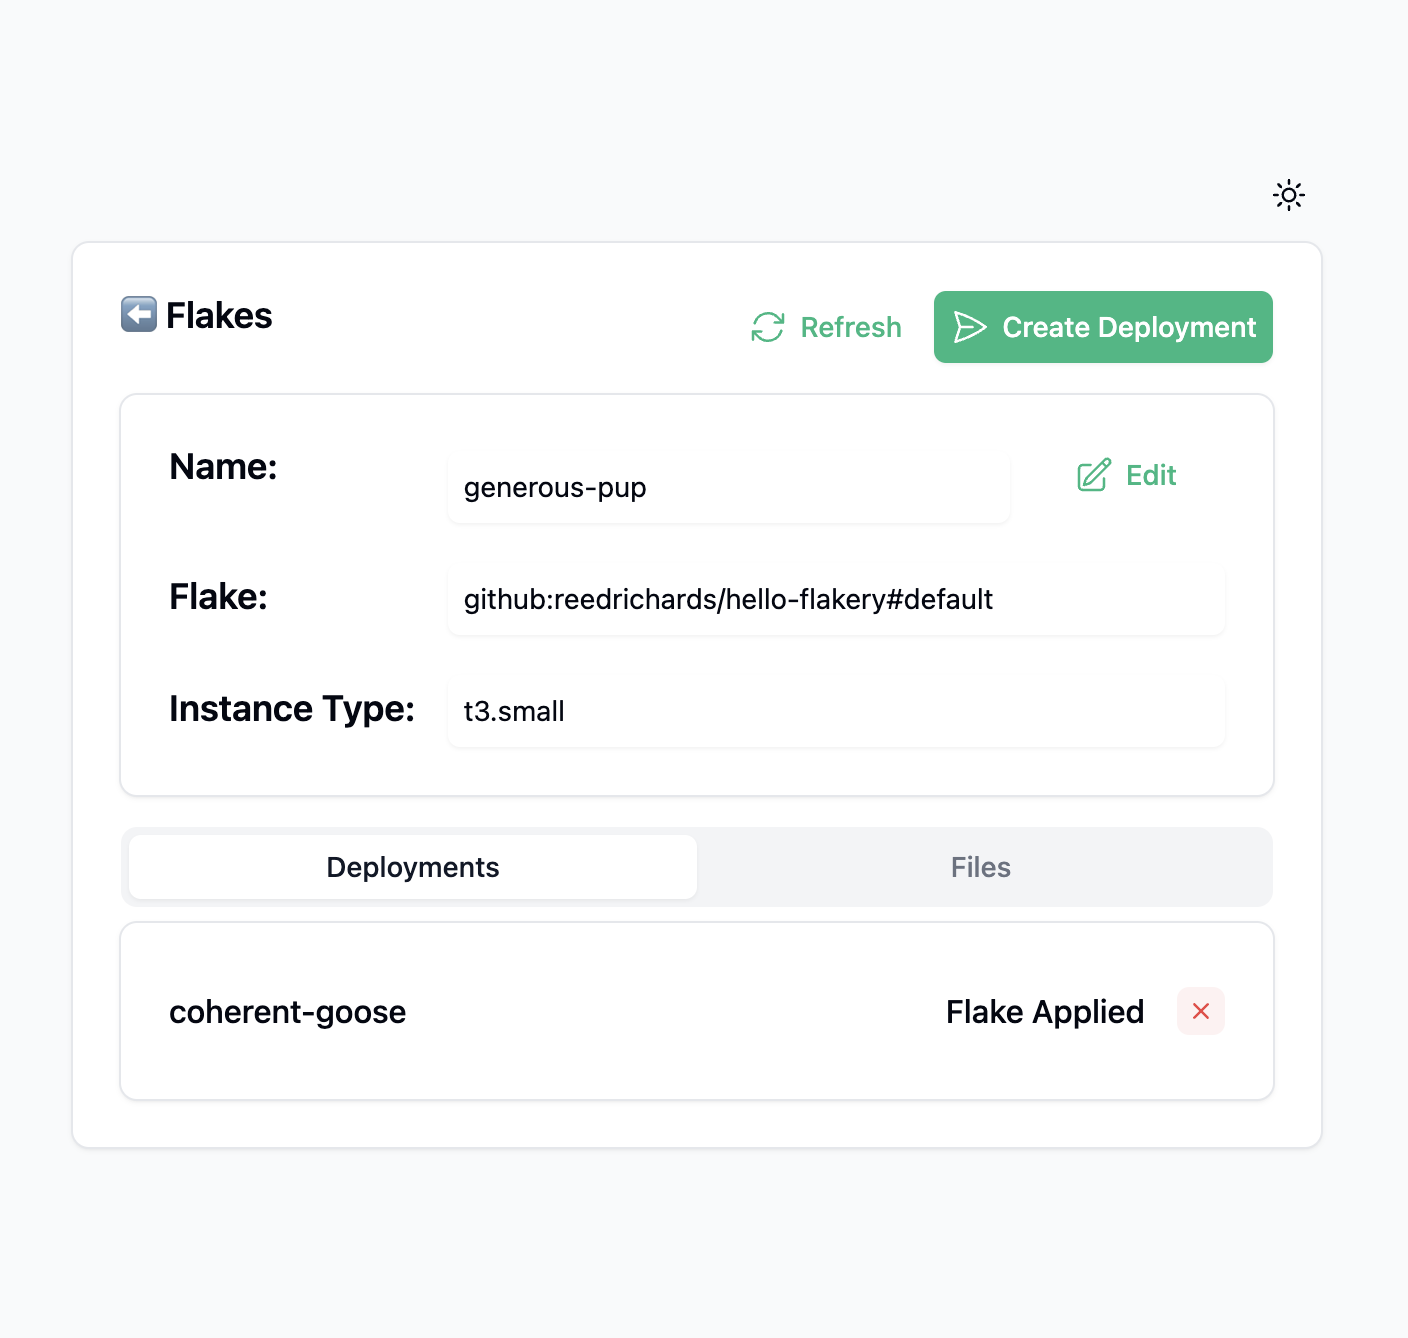 Flakes
Refresh
Create Deployment
Name:
generous-pup
Edit
Flake:
github:reedrichards/hello-flakery#default
Instance Type:
t3.small
Deployments
Files
coherent-goose
Flake Applied